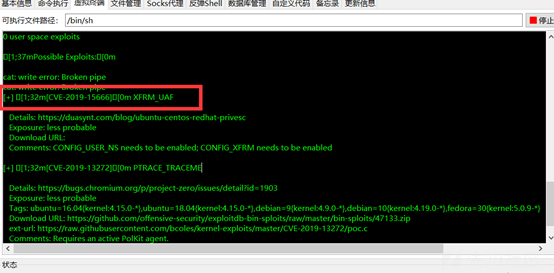 基本信息 命令执行 虚拟终端 文件管理 Socks代理 反弹Shell 数据库管理 自定义代码 备忘录 更新信息
可执行文件路径: /bin/sh 停止
0 user space exploits
[1;37mPossible Exploits:[0m
cat: write error: Broken pipe
cat: write error: Broken pipe
[+] [1;32m[CVE-2019-15666][0m XFRM_UAF
Details: https://duasynt.com/blog/ubuntu-centos-redhat-privesc
Exposure: less probable
Download URL:
Comments: CONFIG_USER_NS needs to be enabled; CONFIG_XFRM needs to be enabled
[+] [1;32m[CVE-2019-13272][0m PTRACE_TRACEME
Details: https://bugs.chromium.org/p/project-zero/issues/detail?id=1903
Exposure: less probable
Tags: ubuntu=16.04{kernel:4.15.0-*},ubuntu=18.04{kernel:4.15.0-*},debian=9{kernel:4.9.0-*},debian=10{kernel:4.19.0-*},fedora=30{kernel:5.0.9-*}
Download URL: https://github.com/offensive-security/exploitdb-bin-sploits/raw/master/bin-sploits/47133.zip
ext-url: https://raw.githubusercontent.com/bcoles/kernel-exploits/master/CVE-2019-13272/poc.c
Comments: Requires an active PolKit agent.
状态